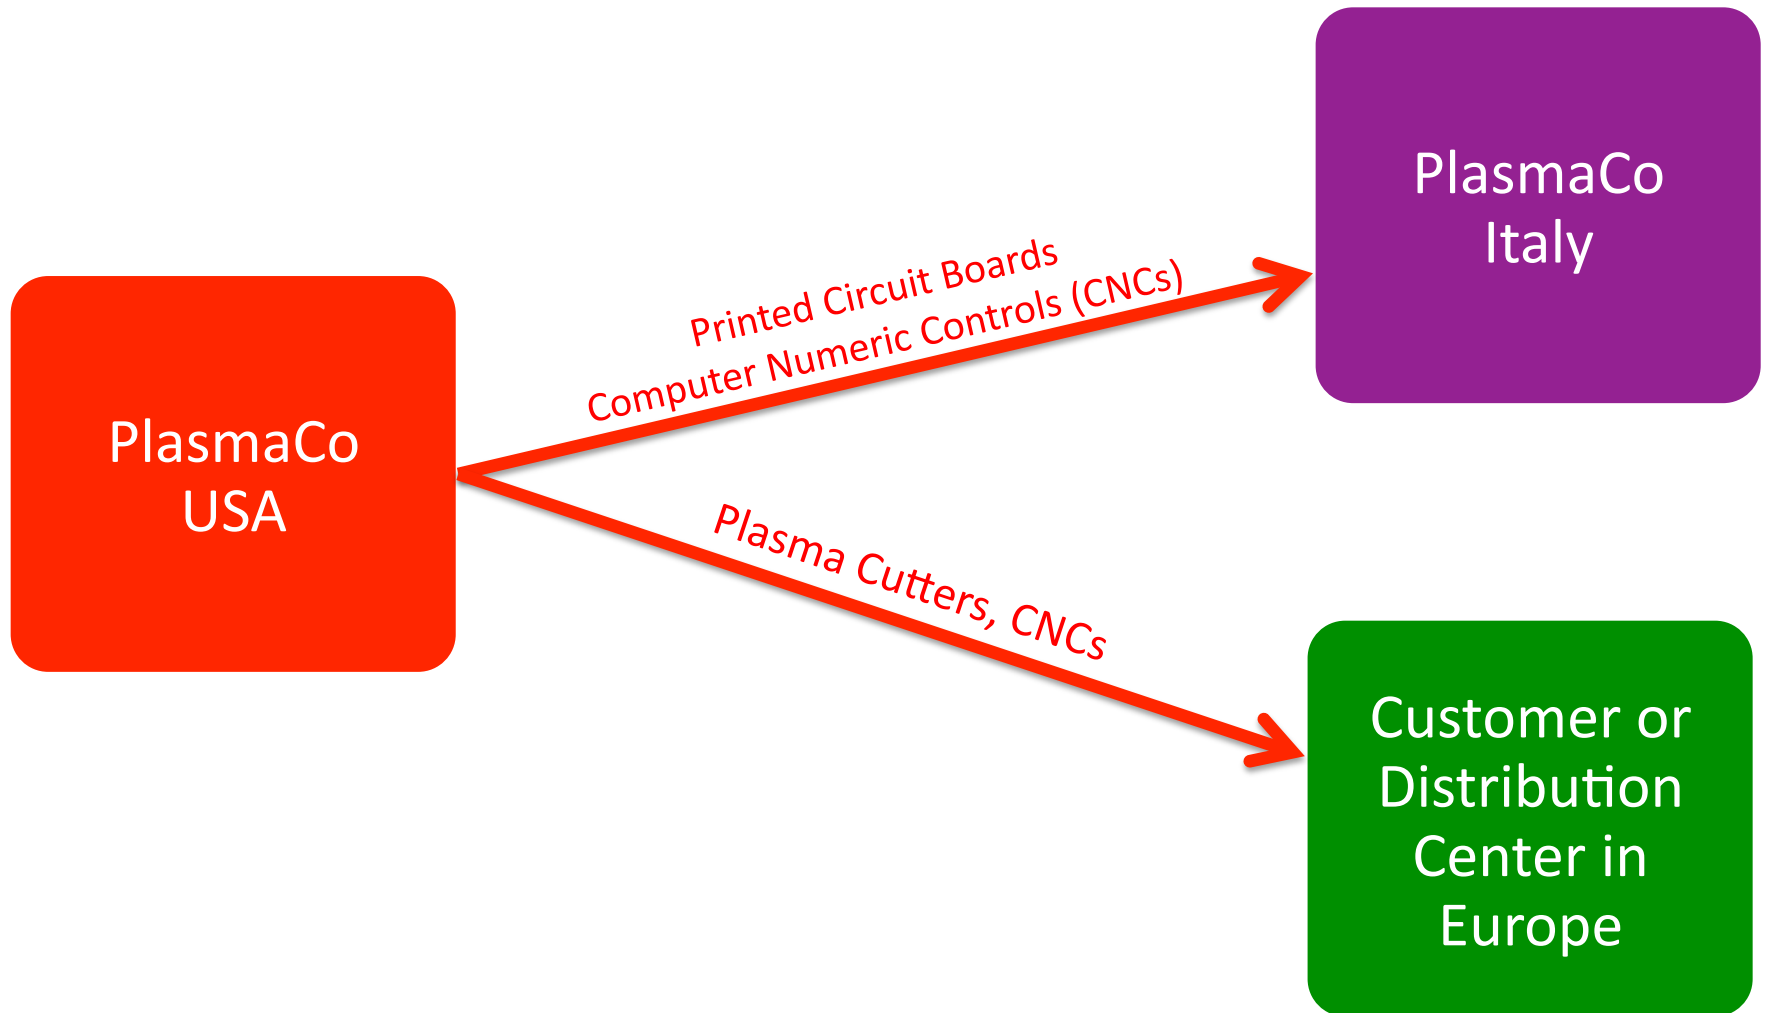 PlasmaCo
Italy
Printed Circuit Boards
Computer Numeric Controls (CNCs)
PlasmaCo
USA
Plasma Cutters, CNCs
Customer or
Distribution
Center in
Europe